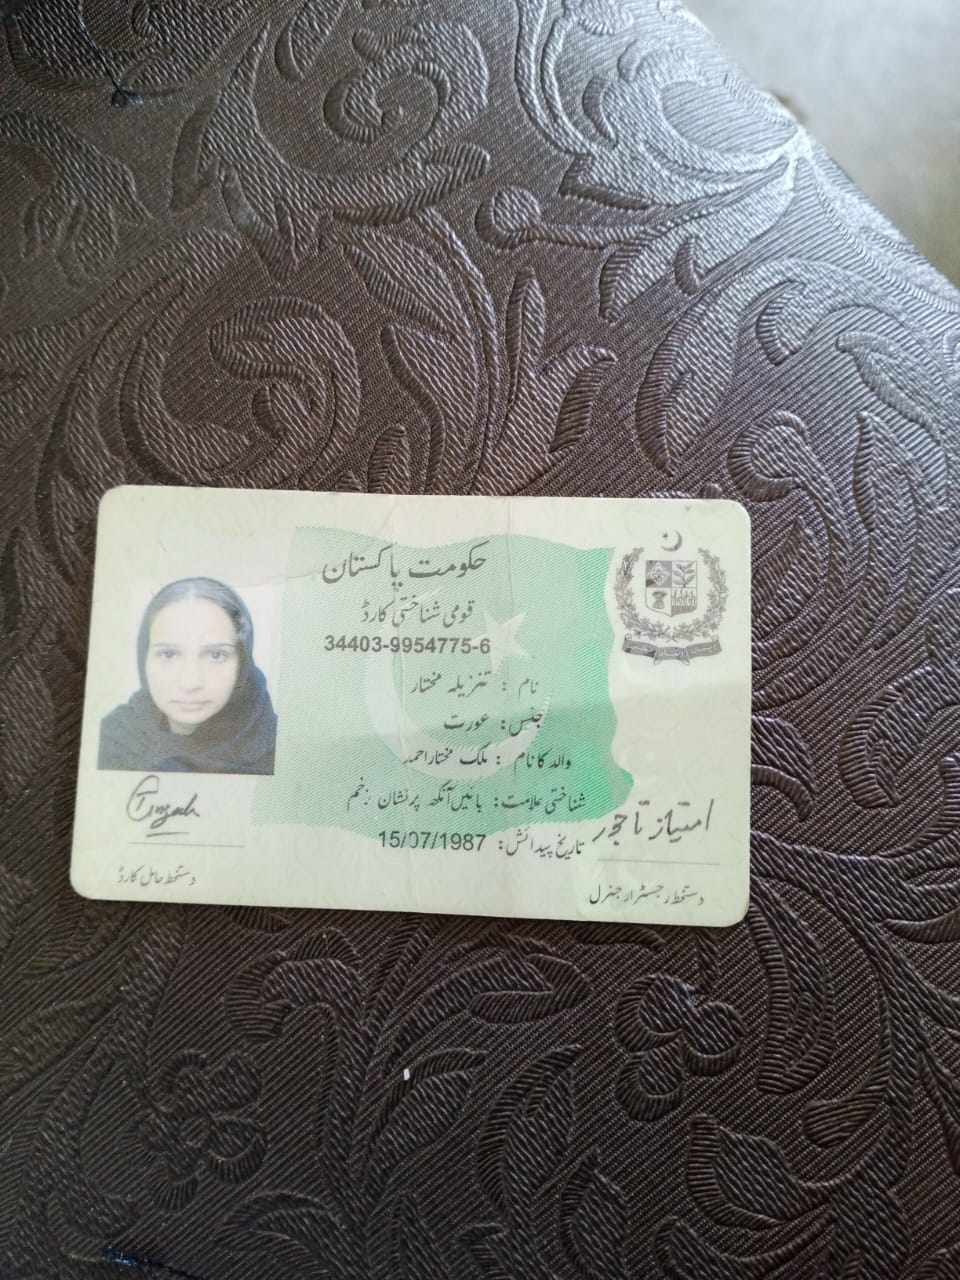 حکومت پاکستان
قومی شناختی کارڈ
34403-9954775-6
نام : تنزیلہ مختار
جنس: عورت
والد کا نام : ملک مختار احمد
شناختی علامت: بائیں آنکھ پر نشان زخم
تاریخ پیدائش: 15/07/1987
امتیاز تاجور
دستخط حامل کارڈ
دستخط رجسٹرار جنرل